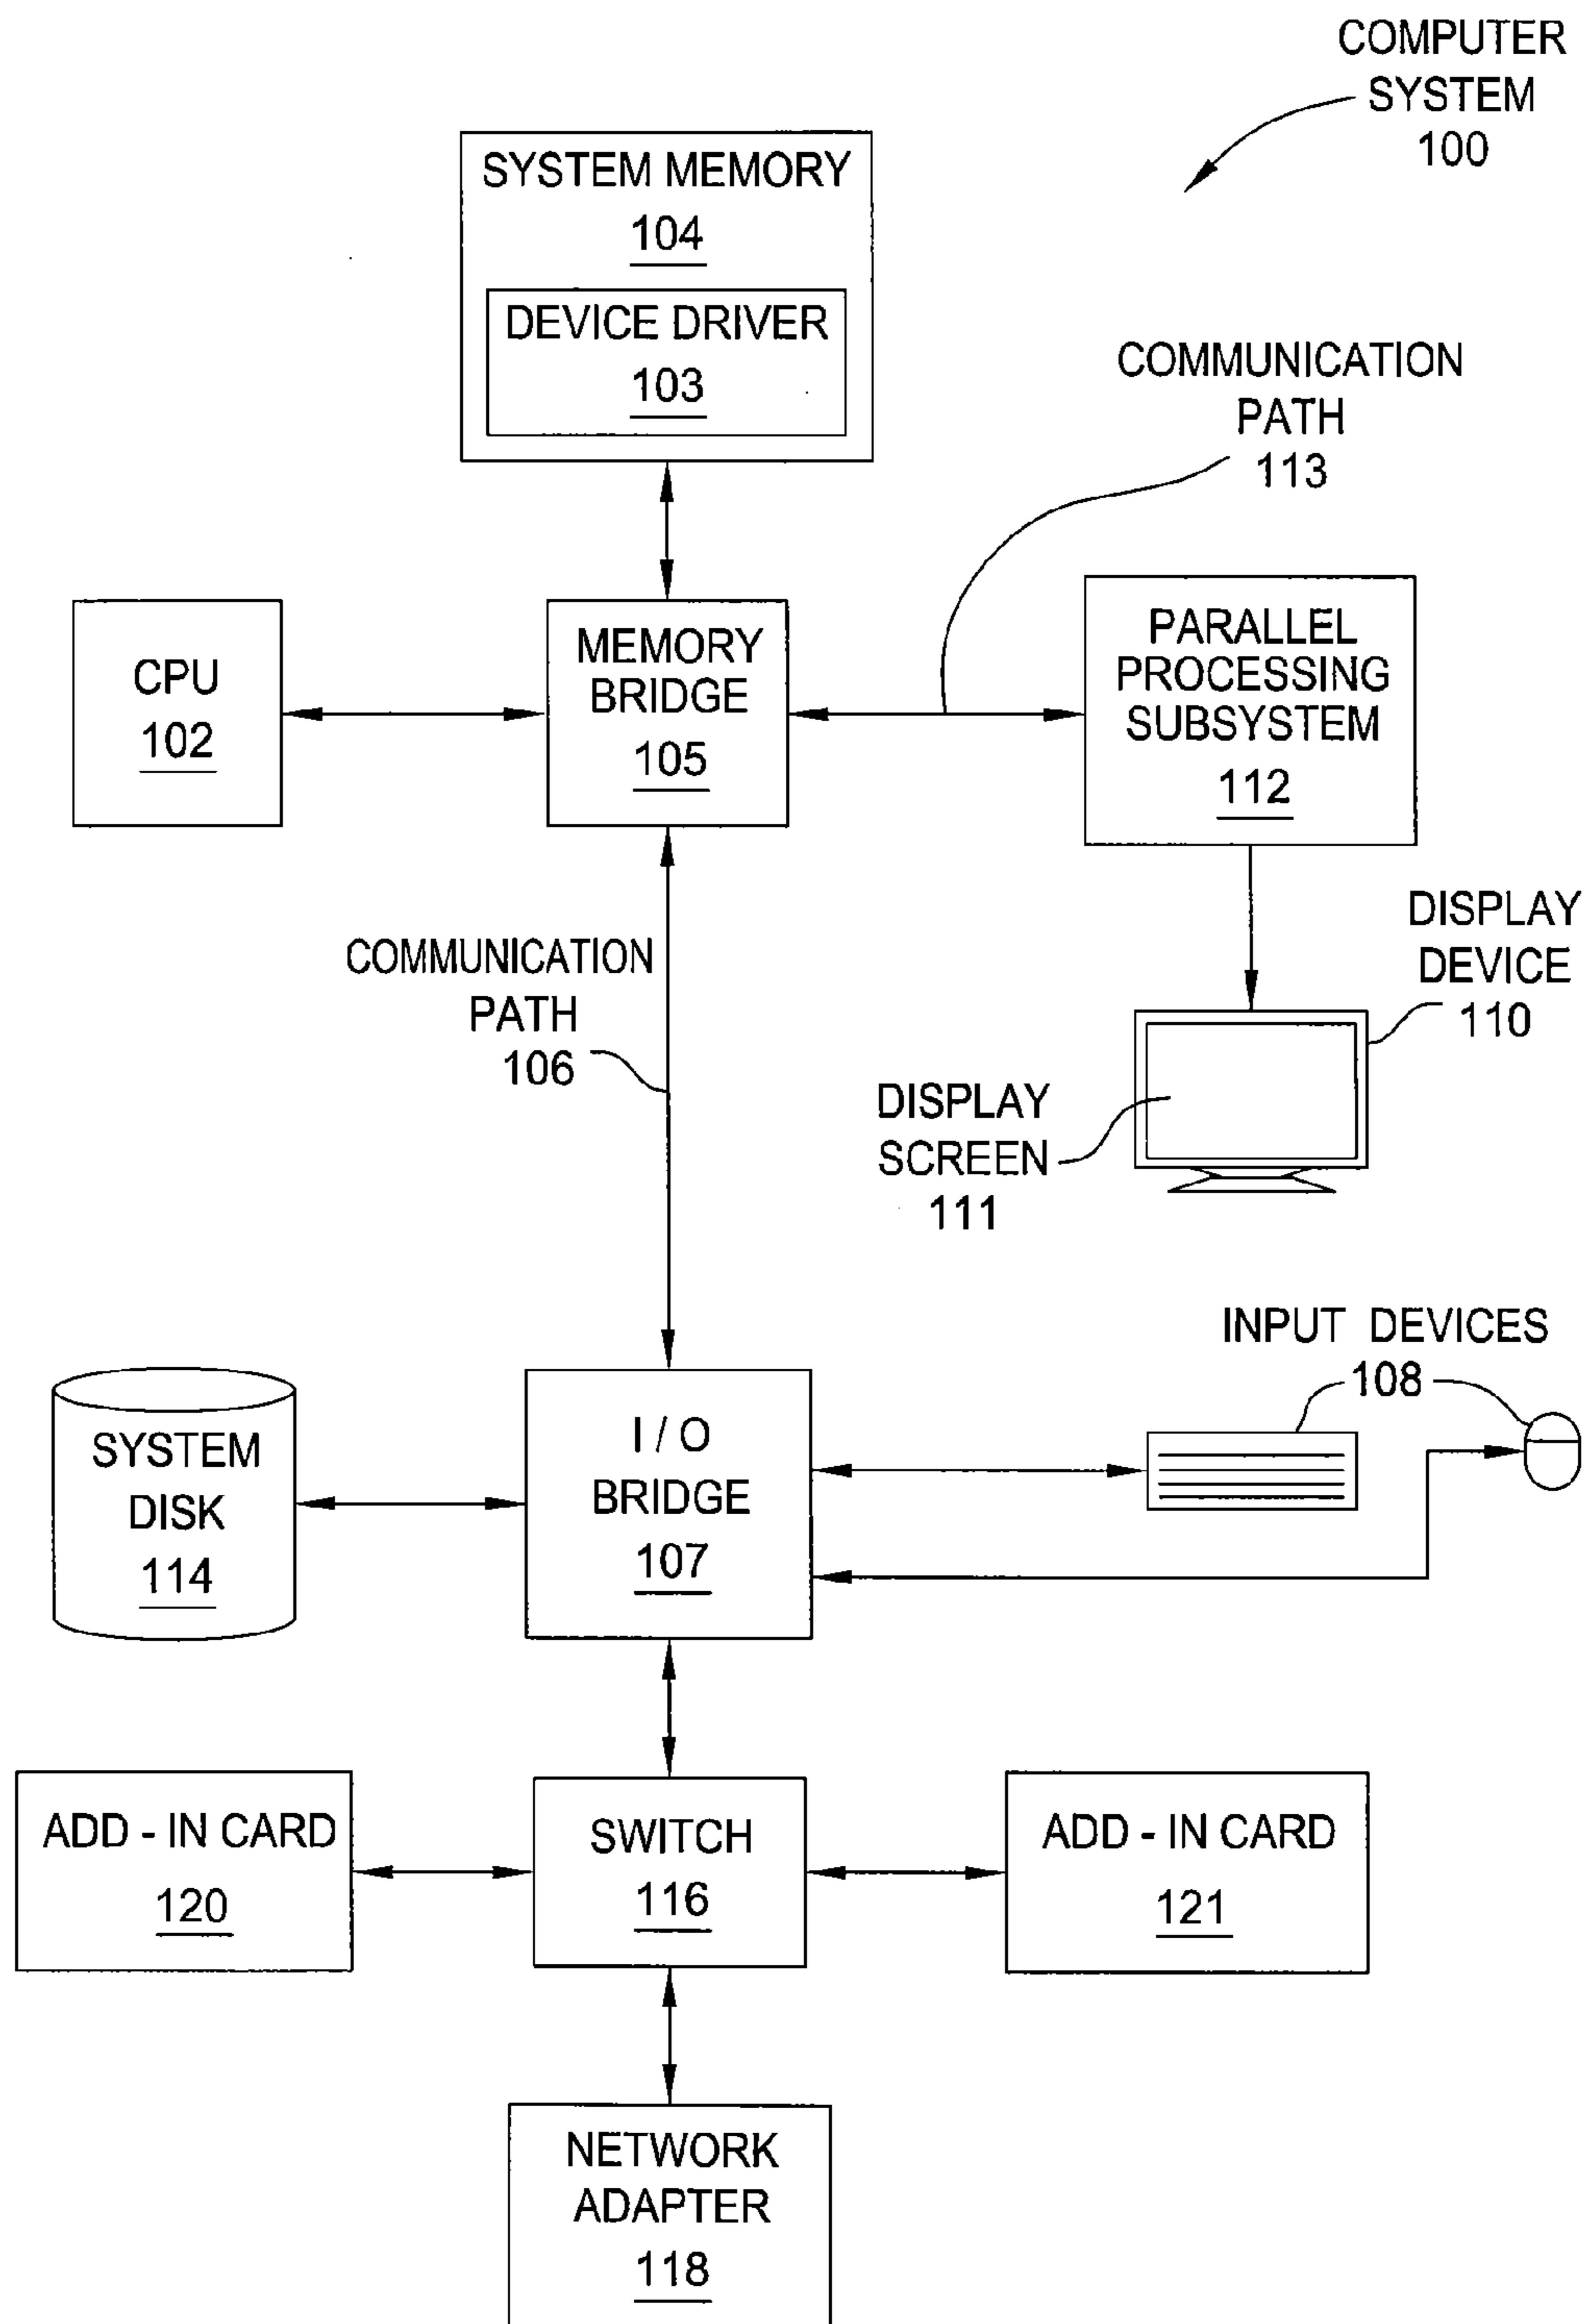 COMPUTER
SYSTEM
100
SYSTEM MEMORY
104
DEVICE DRIVER
103
COMMUNICATION
PATH
113
CPU
102
MEMORY
BRIDGE
105
PARALLEL
PROCESSING
SUBSYSTEM
112
COMMUNICATION
PATH
106
DISPLAY
DEVICE
110
DISPLAY
SCREEN
111
INPUT DEVICES
108
SYSTEM
DISK
114
I / O
BRIDGE
107
ADD - IN CARD
120
SWITCH
116
ADD - IN CARD
121
NETWORK
ADAPTER
118